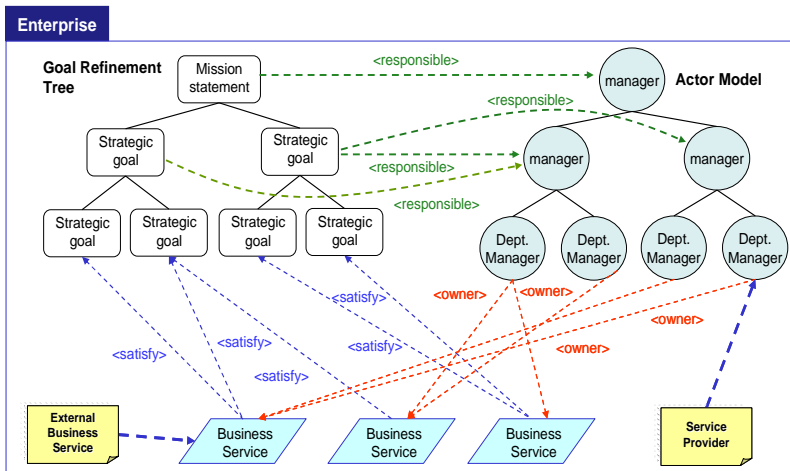 Enterprise
Goal Refinement
Tree
Mission
statement
<responsible>
manager
Actor Model
<responsible>
Strategic
goal
Strategic
goal
<responsible>
manager
manager
<responsible>
Strategic
goal
Strategic
goal
Strategic
goal
Strategic
goal
Dept.
Manager
Dept.
Manager
Dept.
Manager
Dept.
Manager
<satisfy>
<owner>
<owner>
<owner>
<satisfy>
<satisfy>
<satisfy>
<satisfy>
<owner>
External
Business
Service
Business
Service
Business
Service
Business
Service
Service
Provider